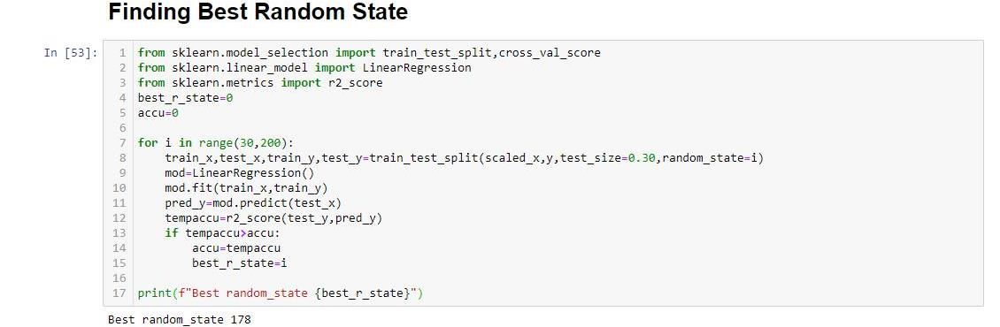 Finding Best Random State
In [53]:
1 from sklearn.model_selection import train_test_split,cross_val_score
2 from sklearn.linear_model import LinearRegression
3 from sklearn.metrics import r2_score
4 best_r_state=0
5 accu=0
6
7 for i in range(30,200):
8     train_x,test_x,train_y,test_y=train_test_split(scaled_x,y,test_size=0.30,random_state=i)
9     mod=LinearRegression()
10     mod.fit(train_x,train_y)
11     pred_y=mod.predict(test_x)
12     tempaccu=r2_score(test_y,pred_y)
13     if tempaccu>accu:
14         accu=tempaccu
15         best_r_state=i
16
17 print(f"Best random_state {best_r_state}")
Best random_state 178